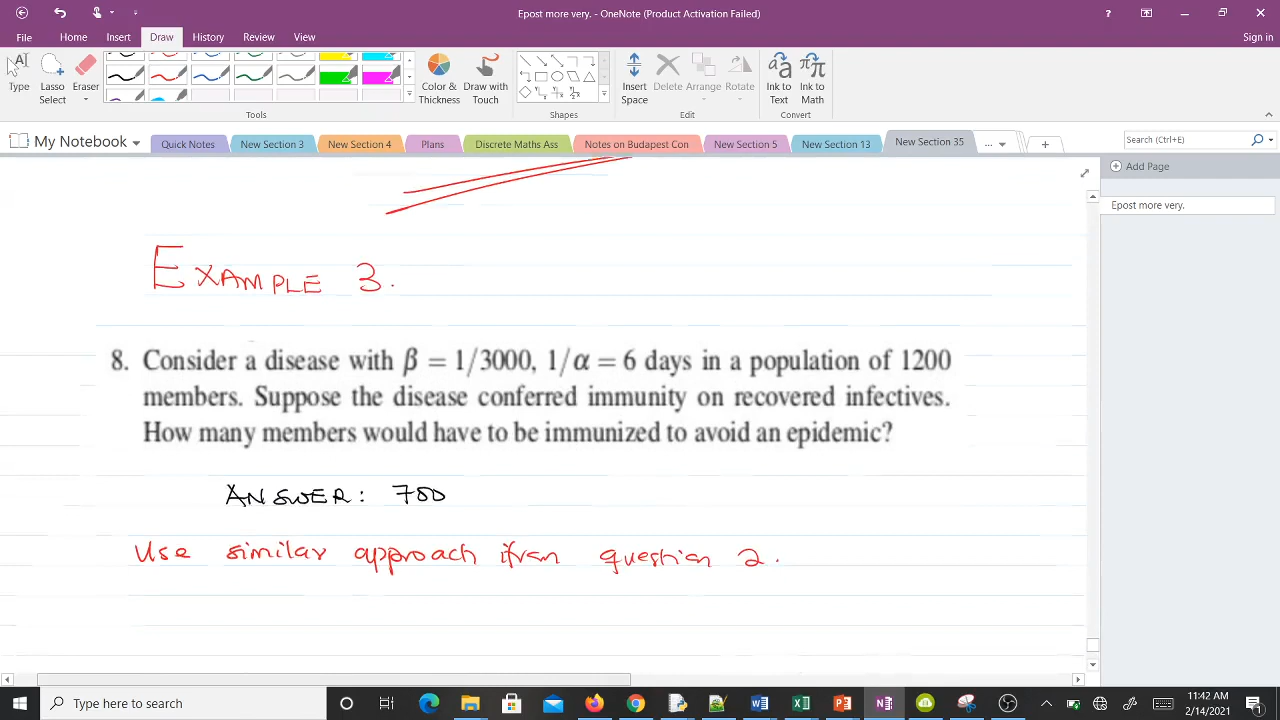 Epost more very. - OneNote (Product Activation Failed)
File Home Insert Draw History Review View Sign in
Type Lasso Select Eraser Color & Thickness Draw with Touch Insert Space Delete Arrange Rotate Ink to Text Ink to Math
Tools Shapes Edit Convert
My Notebook Quick Notes New Section 3 New Section 4 Plans Discrete Maths Ass Notes on Budapest Con New Section 5 New Section 13 New Section 35 ... Search (Ctrl+E)
Add Page
Epost more very.
EXAMPLE 3.
8. Consider a disease with β = 1/3000, 1/α = 6 days in a population of 1200
members. Suppose the disease conferred immunity on recovered infectives.
How many members would have to be immunized to avoid an epidemic?
ANSWER: 700
Use similar approach question 2.
Type here to search
11:42 AM
2/14/2021